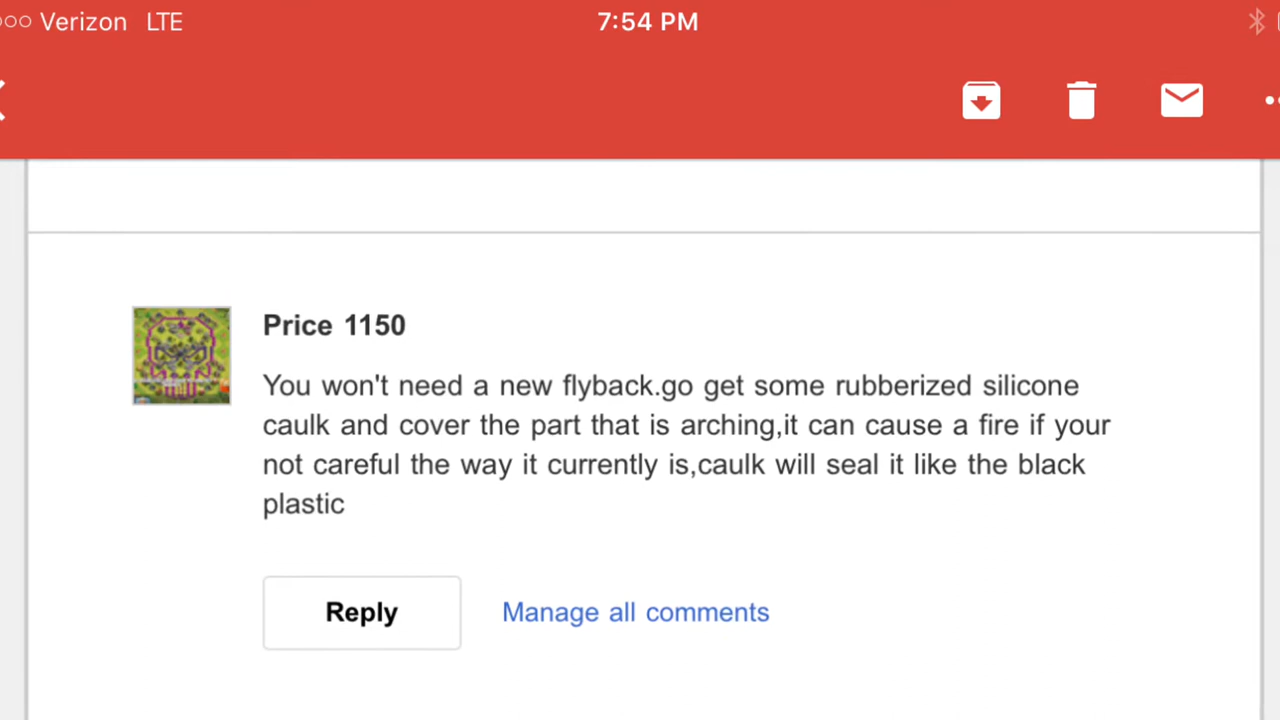 Verizon LTE 7:54 PM
Price 1150
You won't need a new flyback.go get some rubberized silicone
caulk and cover the part that is arching,it can cause a fire if your
not careful the way it currently is,caulk will seal it like the black
plastic
Reply Manage all comments